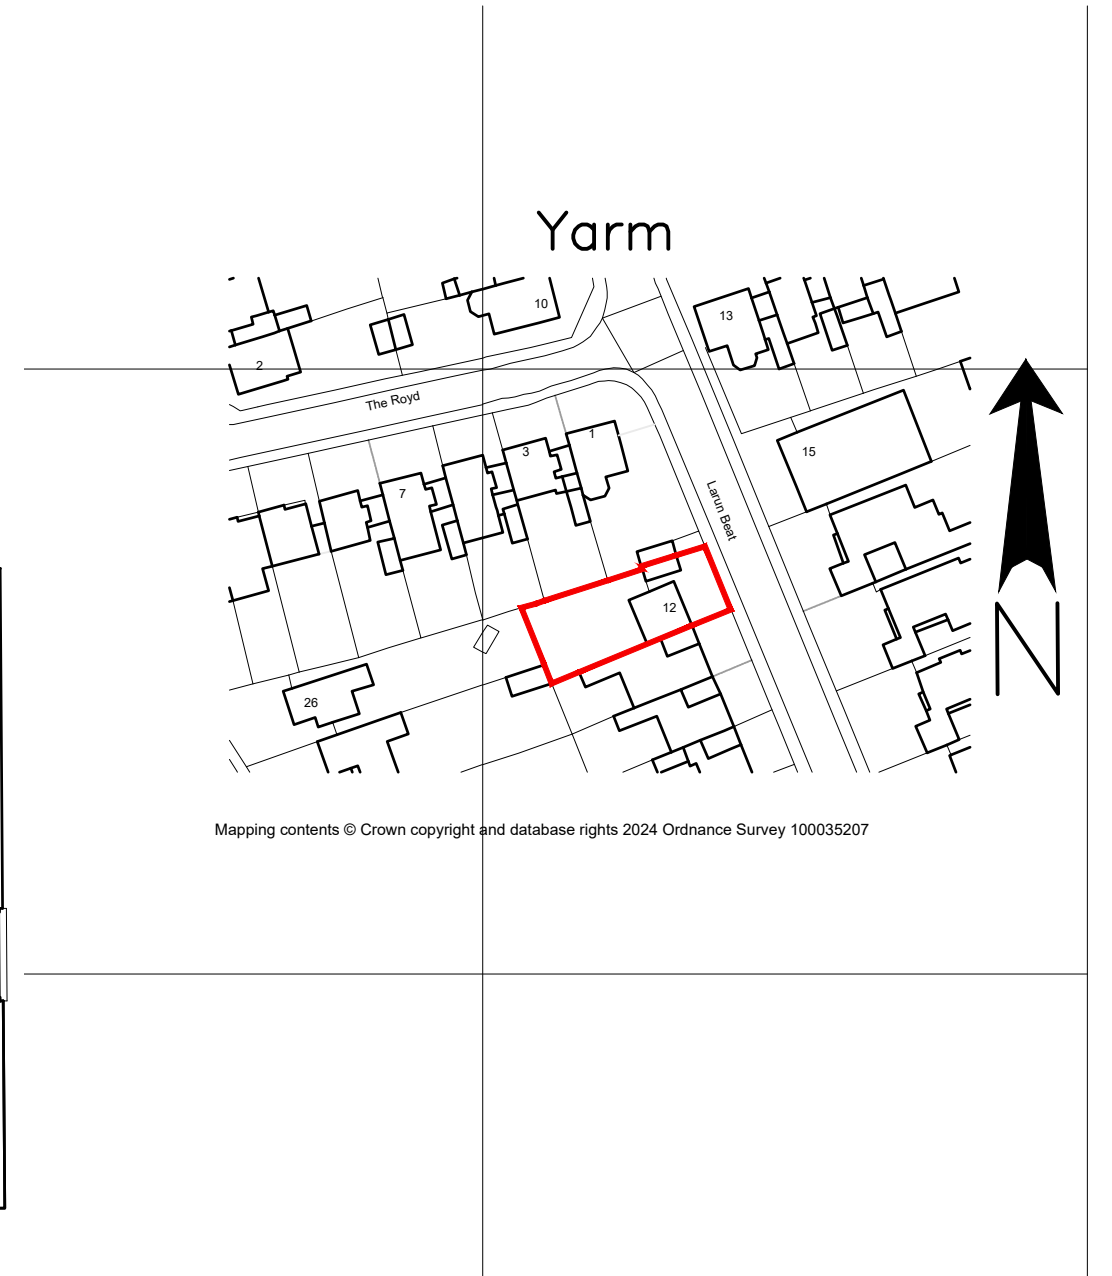 Yarm
10
13
2
The Royd
1
3
15
7
Larun Beat
12
26
N
Mapping contents © Crown copyright and database rights 2024 Ordnance Survey 100035207